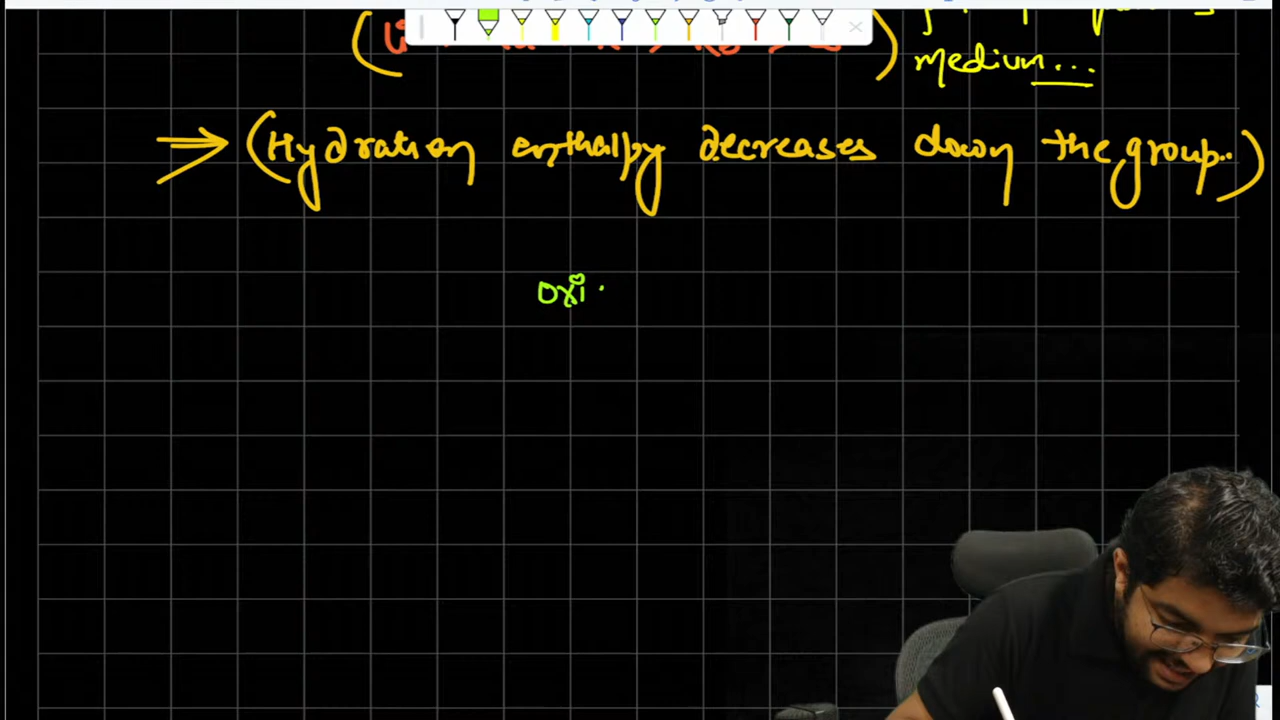 medium...
⇒ (Hydration enthalpy decreases down the group..)
oxi